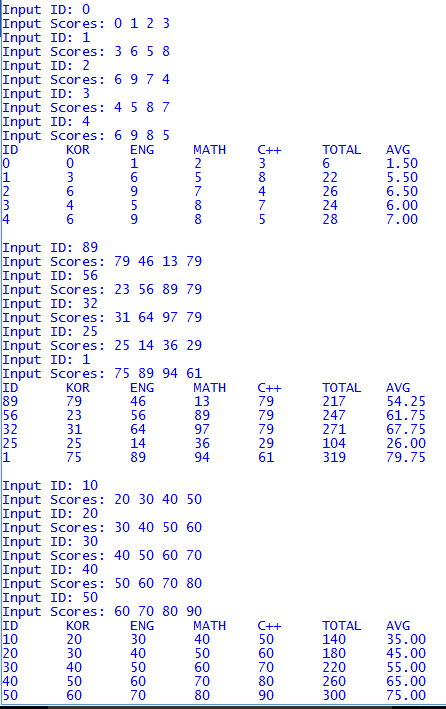 Input ID: 0
Input Scores: 0 1 2 3
Input ID: 1
Input Scores: 3 6 5 8
Input ID: 2
Input Scores: 6 9 7 4
Input ID: 3
Input Scores: 4 5 8 7
Input ID: 4
Input Scores: 6 9 8 5
ID KOR ENG MATH C++ TOTAL AVG
0 0 1 2 3 6 1.50
1 3 6 5 8 22 5.50
2 6 9 7 4 26 6.50
3 4 5 8 7 24 6.00
4 6 9 8 5 28 7.00
Input ID: 89
Input Scores: 79 46 13 79
Input ID: 56
Input Scores: 23 56 89 79
Input ID: 32
Input Scores: 31 64 97 79
Input ID: 25
Input Scores: 25 14 36 29
Input ID: 1
Input Scores: 75 89 94 61
ID KOR ENG MATH C++ TOTAL AVG
89 79 46 13 79 217 54.25
56 23 56 89 79 247 61.75
32 31 64 97 79 271 67.75
25 25 14 36 29 104 26.00
1 75 89 94 61 319 79.75
Input ID: 10
Input Scores: 20 30 40 50
Input ID: 20
Input Scores: 30 40 50 60
Input ID: 30
Input Scores: 40 50 60 70
Input ID: 40
Input Scores: 50 60 70 80
Input ID: 50
Input Scores: 60 70 80 90
ID KOR ENG MATH C++ TOTAL AVG
10 20 30 40 50 140 35.00
20 30 40 50 60 180 45.00
30 40 50 60 70 220 55.00
40 50 60 70 80 260 65.00
50 60 70 80 90 300 75.00